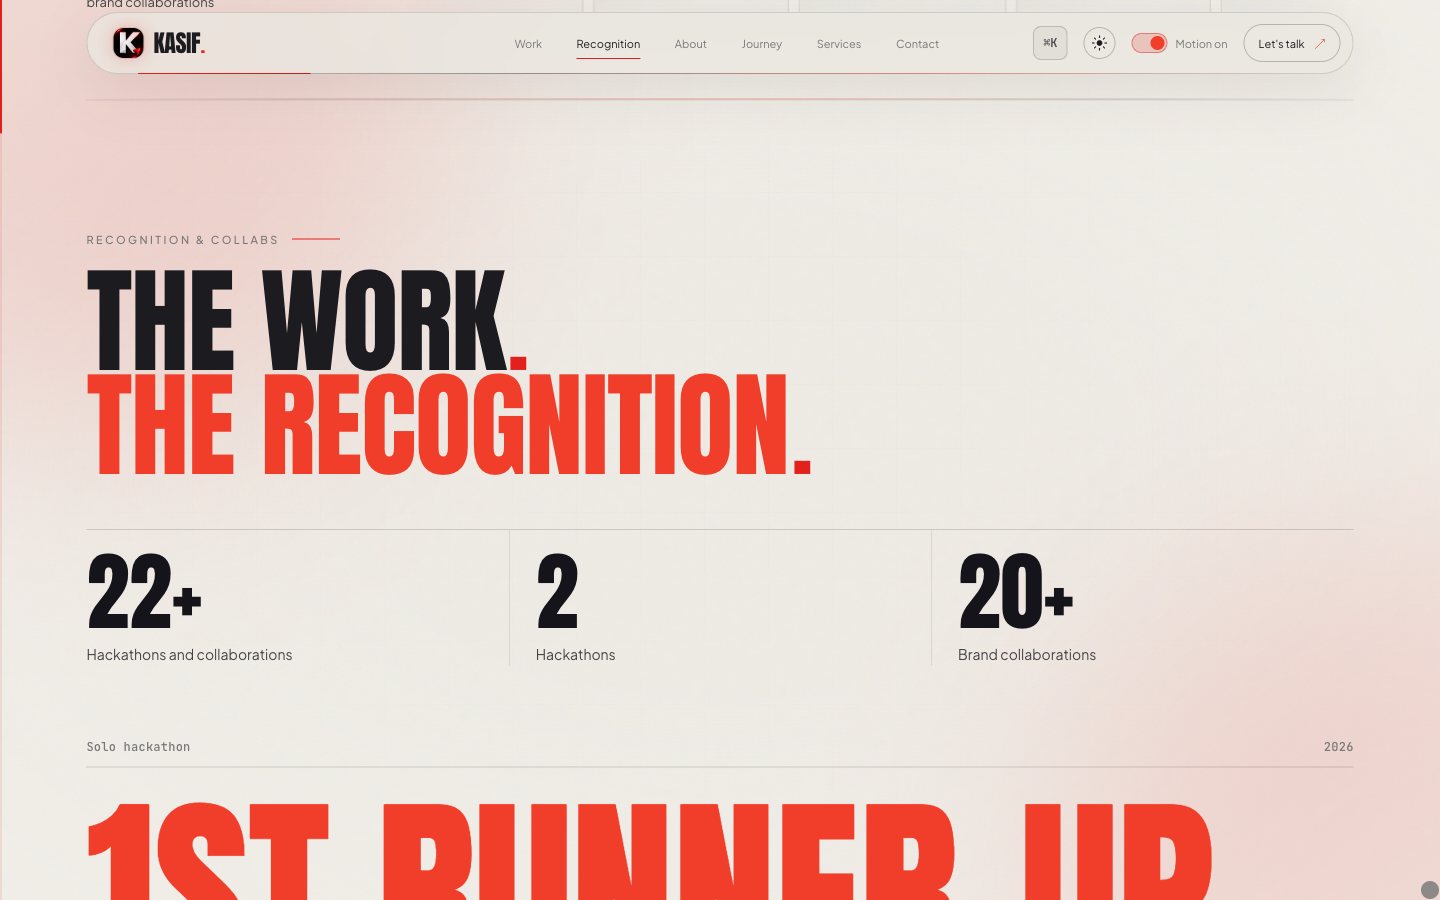 brand collaborations
K KASIF.
Work Recognition About Journey Services Contact
⌘K
Motion on
Let's talk ↗
RECOGNITION & COLLABS
THE WORK.
THE RECOGNITION.
22+
Hackathons and collaborations
2
Hackathons
20+
Brand collaborations
Solo hackathon
2026
1ST RUNNER UP